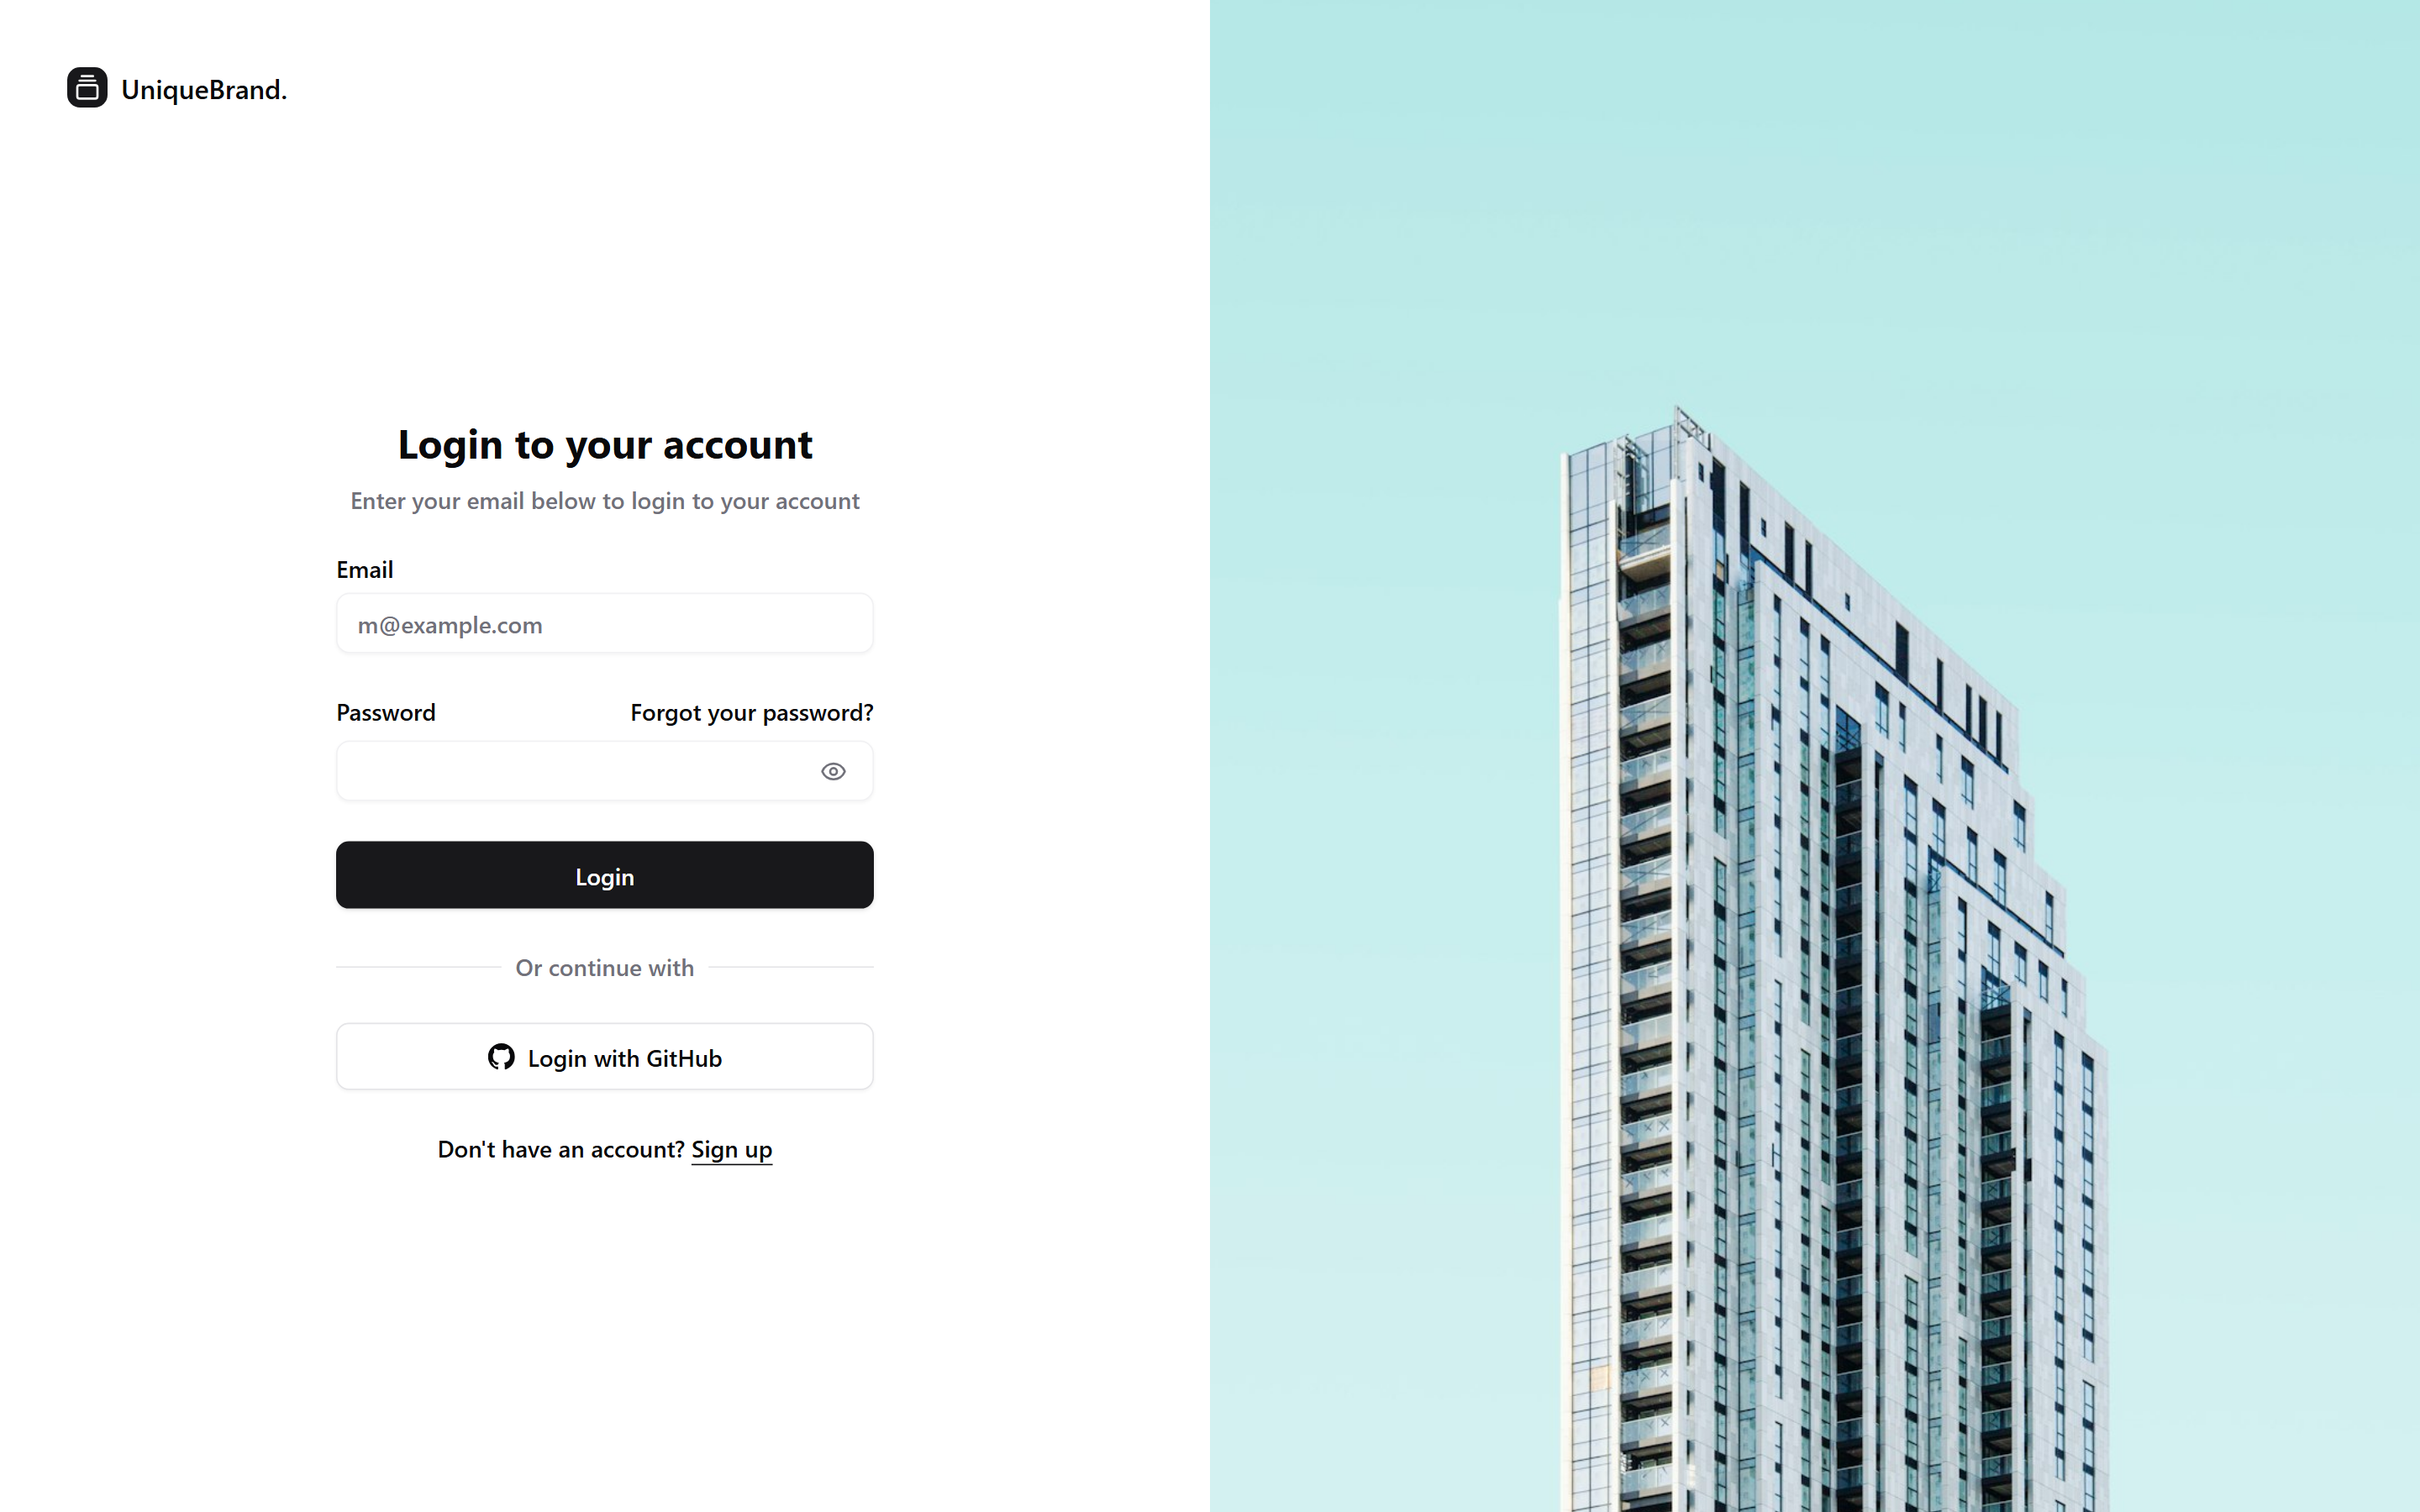 UniqueBrand.
Login to your account
Enter your email below to login to your account
Email
m@example.com
Password Forgot your password?
Login
Or continue with
Login with GitHub
Don't have an account? Sign up